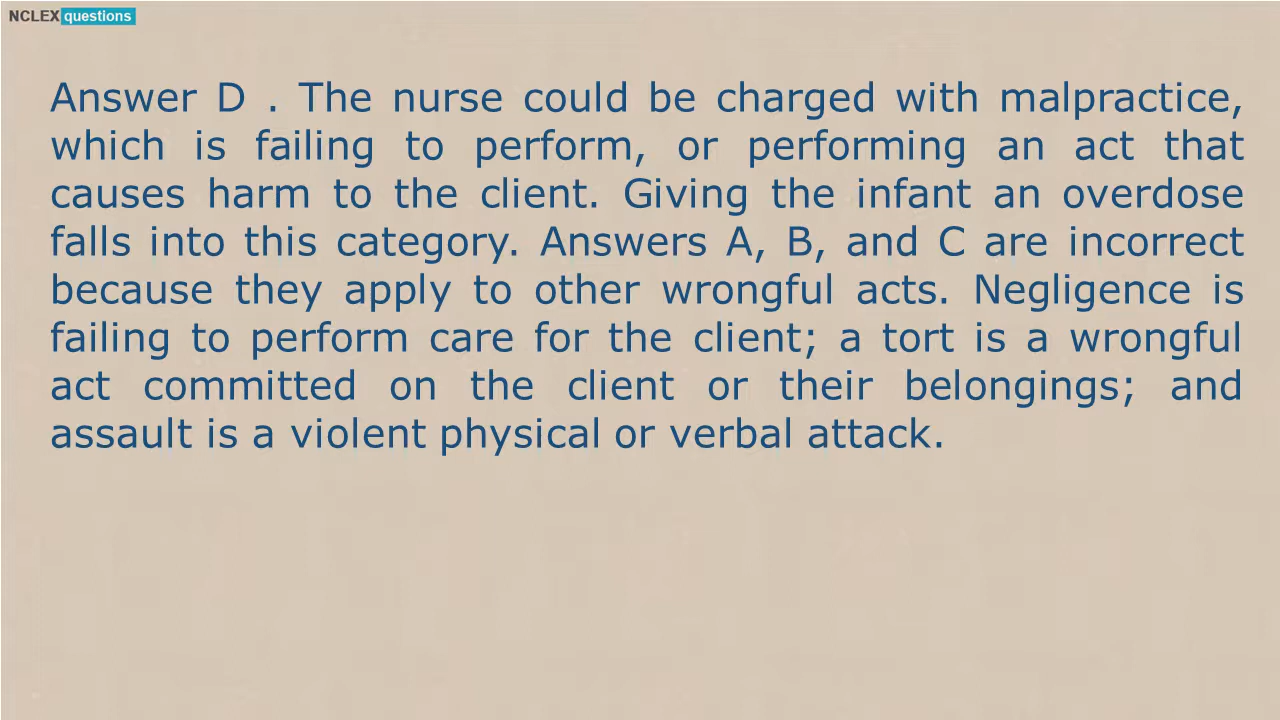 NCLEX questions
Answer D . The nurse could be charged with malpractice,
which is failing to perform, or performing an act that
causes harm to the client. Giving the infant an overdose
falls into this category. Answers A, B, and C are incorrect
because they apply to other wrongful acts. Negligence is
failing to perform care for the client; a tort is a wrongful
act committed on the client or their belongings; and
assault is a violent physical or verbal attack.